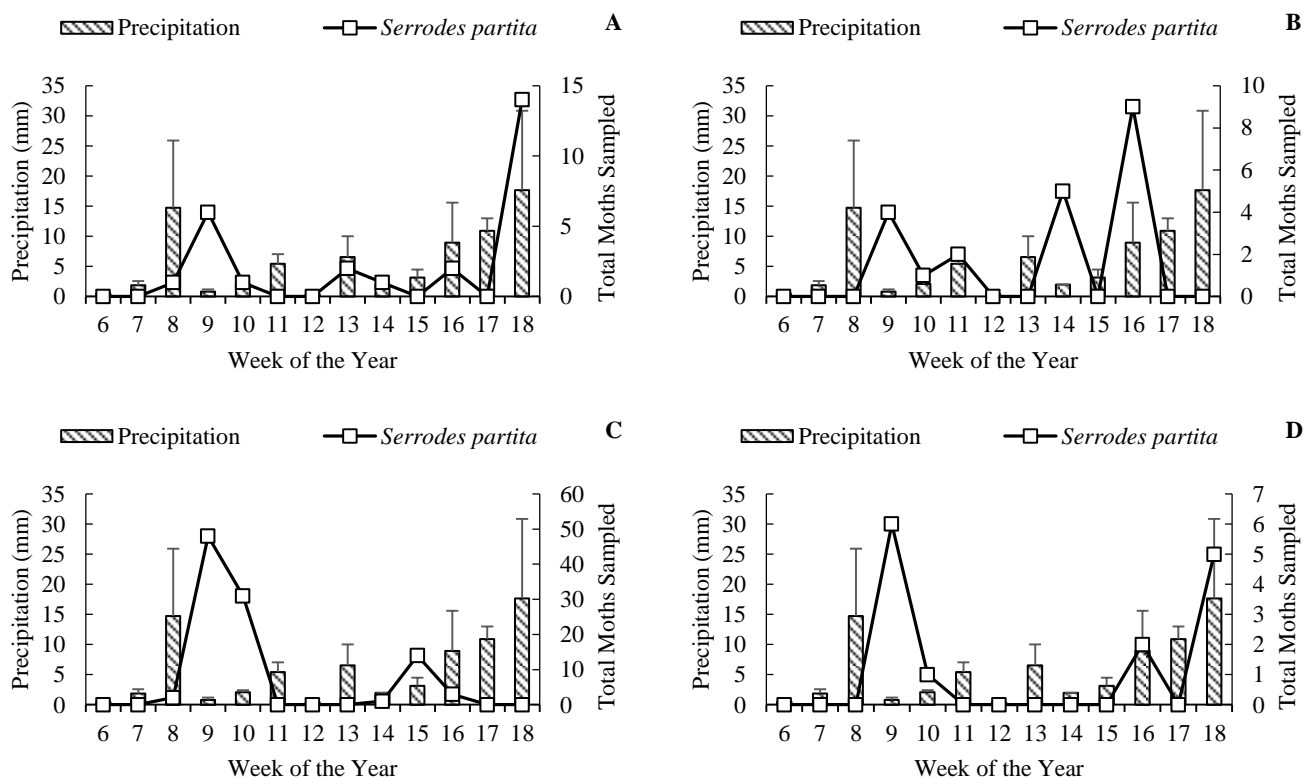 Precipitation Serrodes partita A
35 15
30
25
10
20
15
10 5
5
0 0
6 7 8 9 10 11 12 13 14 15 16 17 18
Precipitation (mm)
Total Moths Sampled
Week of the Year
Precipitation Serrodes partita B
35 10
30
8
25
20 6
15
4
10
2
5
0 0
6 7 8 9 10 11 12 13 14 15 16 17 18
Precipitation (mm)
Total Moths Sampled
Week of the Year
Precipitation Serrodes partita C
35 60
30 50
25
40
20
30
15
20
10
5 10
0 0
6 7 8 9 10 11 12 13 14 15 16 17 18
Precipitation (mm)
Total Moths Sampled
Week of the Year
Precipitation Serrodes partita D
35 7
30 6
25 5
20 4
15 3
10 2
5 1
0 0
6 7 8 9 10 11 12 13 14 15 16 17 18
Precipitation (mm)
Total Moths Sampled
Week of the Year